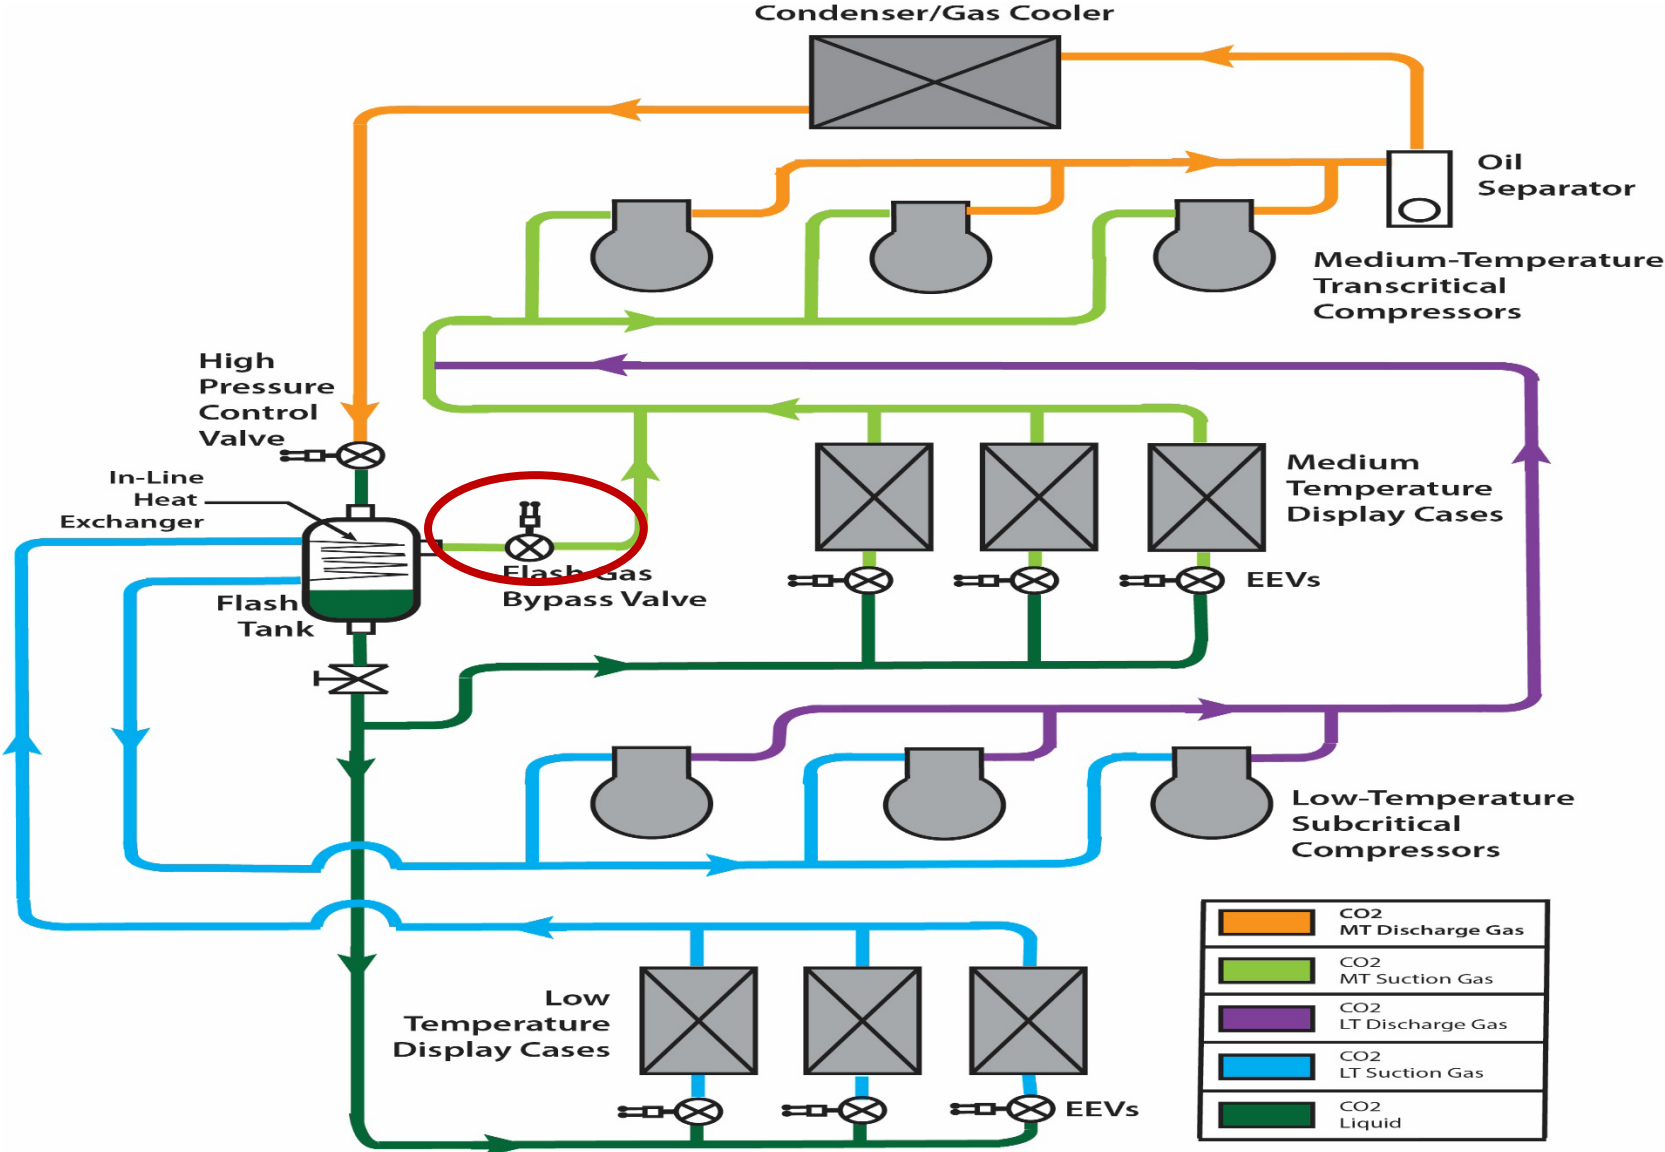 Condenser/Gas Cooler
Oil
Separator
Medium-Temperature
Transcritical
Compressors
High
Pressure
Control
Valve
In-Line
Heat
Exchanger
Medium
Temperature
Display Cases
Flash Gas
Bypass Valve
EEVs
Flash
Tank
Low-Temperature
Subcritical
Compressors
Low
Temperature
Display Cases
EEVs
CO2
MT Discharge Gas
CO2
MT Suction Gas
CO2
LT Discharge Gas
CO2
LT Suction Gas
CO2
Liquid